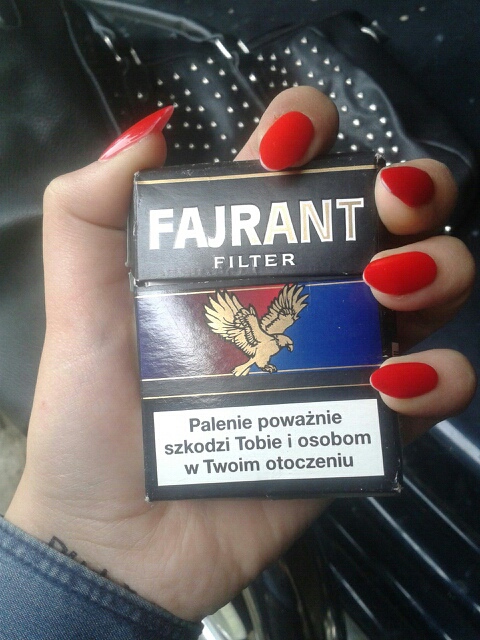 FAJRANT
FILTER
Palenie poważnie
szkodzi Tobie i osobom
w Twoim otoczeniu